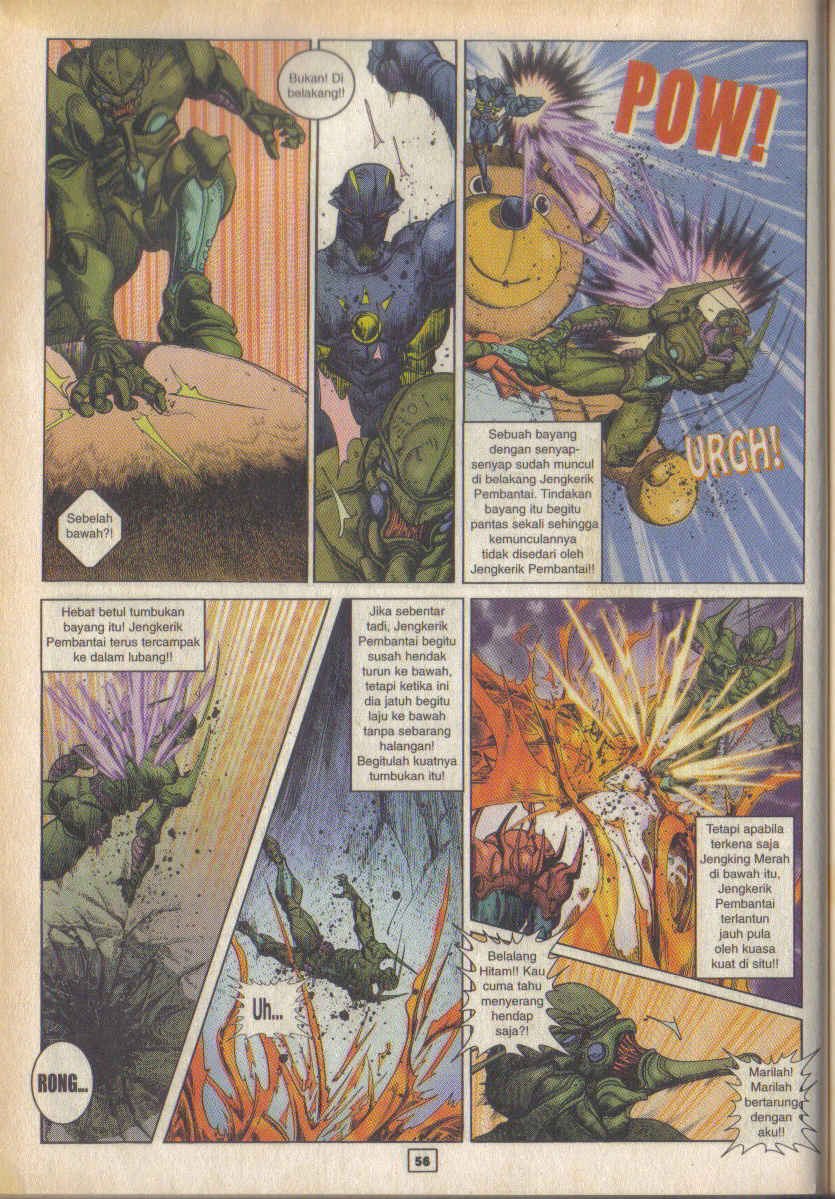 Bukan! Di
belakang!!
Sebelah
bawah?!
POW!
URGH!
Sebuah bayang
dengan senyap-
senyap sudah muncul
di belakang Jengkerik
Pembantai. Tindakan
bayang itu begitu
pantas sekali sehingga
kemunculannya
tidak disedari oleh
Jengkerik Pembantai!!
Hebat betul tumbukan
bayang itu! Jengkerik
Pembantai terus tercampak
ke dalam lubang!!
RONG...
Jika sebentar
tadi, Jengkerik
Pembantai begitu
susah hendak
turun ke bawah,
tetapi ketika ini
dia jatuh begitu
laju ke bawah
tanpa sebarang
halangan!
Begitulah kuatnya
tumbukan itu!
Uh...
Tetapi apabila
terkena saja
Jengking Merah
di bawah itu,
Jengkerik
Pembantai
terlantun
jauh pula
oleh kuasa
kuat di situ!!
Belalang
Hitam!! Kau
cuma tahu
menyerang
hendap
saja?!
Marilah!
Marilah
bertarung
dengan
aku!!
56